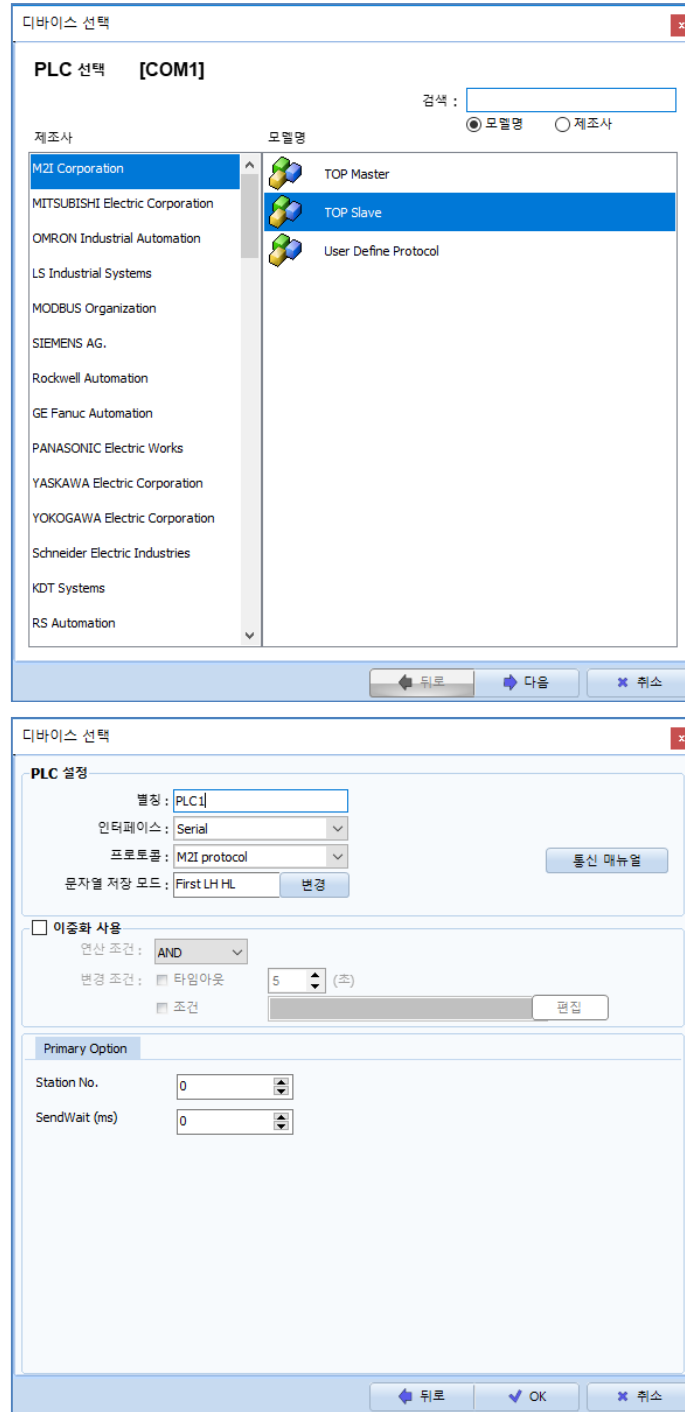 디바이스 선택
x
PLC 선택 [COM1]
검색 :
모델명 제조사
제조사 모델명
M2I Corporation
MITSUBISHI Electric Corporation
OMRON Industrial Automation
LS Industrial Systems
MODBUS Organization
SIEMENS AG.
Rockwell Automation
GE Fanuc Automation
PANASONIC Electric Works
YASKAWA Electric Corporation
YOKOGAWA Electric Corporation
Schneider Electric Industries
KDT Systems
RS Automation
TOP Master
TOP Slave
User Define Protocol
뒤로 다음 취소
디바이스 선택
x
PLC 설정
별칭 : PLC1
인터페이스 : Serial
프로토콜 : M2I protocol 통신 매뉴얼
문자열 저장 모드 : First LH HL 변경
이중화 사용
연산 조건 : AND
변경 조건 : 타임아웃 5 (초)
조건 편집
Primary Option
Station No. 0
SendWait (ms) 0
뒤로 OK 취소